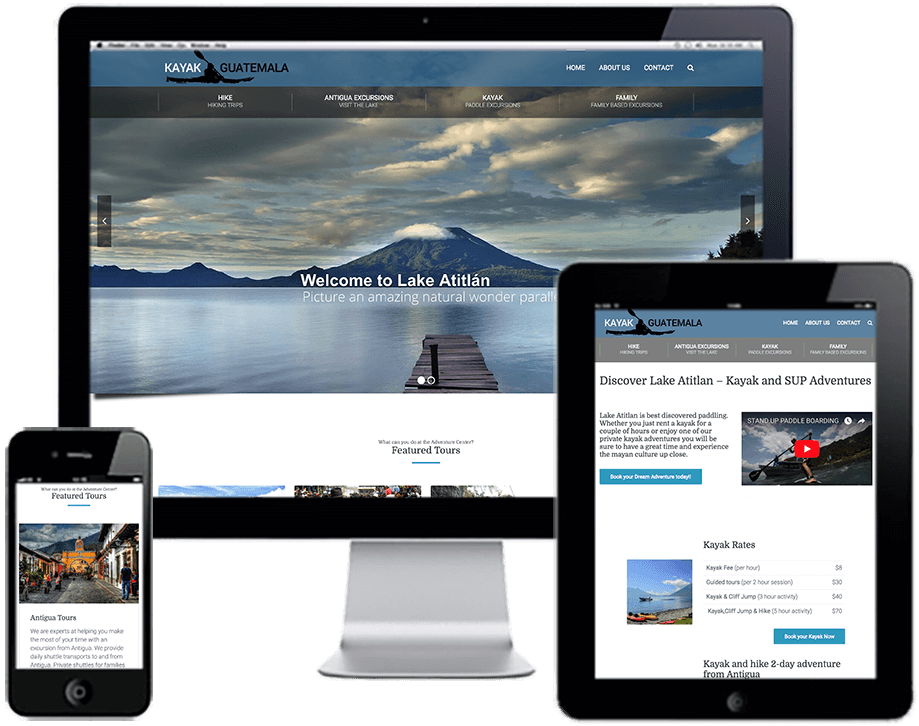 KAYAK GUATEMALA
HOME ABOUT US CONTACT
HIKE
HIKING TRIPS
ANTIGUA EXCURSIONS
VISIT THE LAKE
KAYAK
PADDLE EXCURSIONS
FAMILY
FAMILY BASED EXCURSIONS
Welcome to Lake Atitlán
Picture an amazing natural wonder paralle
What can you do at the Adventure Center?
Featured Tours
What can you do at the Adventure Center?
Featured Tours
Antigua Tours
We are experts at helping you make
the most of your time with an
excursion from Antigua. We provide
daily shuttle transports to and from
Antigua. Private shuttles for families
KAYAK GUATEMALA
HOME ABOUT US CONTACT
HIKE
HIKING TRIPS
ANTIGUA EXCURSIONS
VISIT THE LAKE
KAYAK
PADDLE EXCURSIONS
FAMILY
FAMILY BASED EXCURSIONS
Discover Lake Atitlan – Kayak and SUP Adventures
Lake Atitlan is best discovered paddling.
Whether you just rent a kayak for a
couple of hours or enjoy one of our
private kayak adventures you will be
sure to have a great time and experience
the mayan culture up close.
Book your Dream Adventure today!!
STAND UP PADDLE BOARDING
Kayak Rates
Kayak Fee (per hour) $8
Guided tours (per 2 hour session) $30
Kayak & Cliff Jump (3 hour activity) $40
Kayak,Cliff Jump & Hike (5 hour activity) $70
Book your Kayak Now
Kayak and hike 2-day adventure
from Antigua